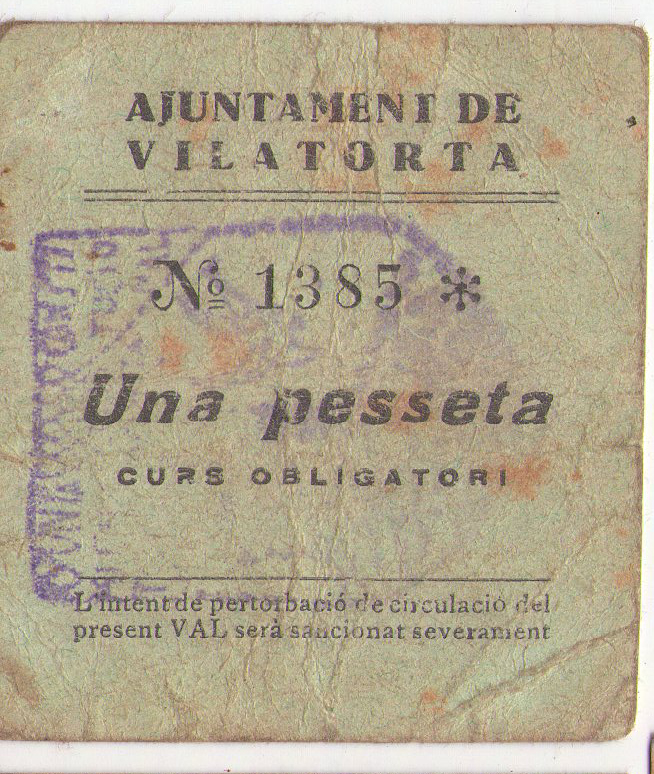 AJUNTAMENT DE
VILATORTA
Nº 1385 *
Una pesseta
CURS OBLIGATORI
L'intent de pertorbació de circulació del
present VAL serà sancionat severament